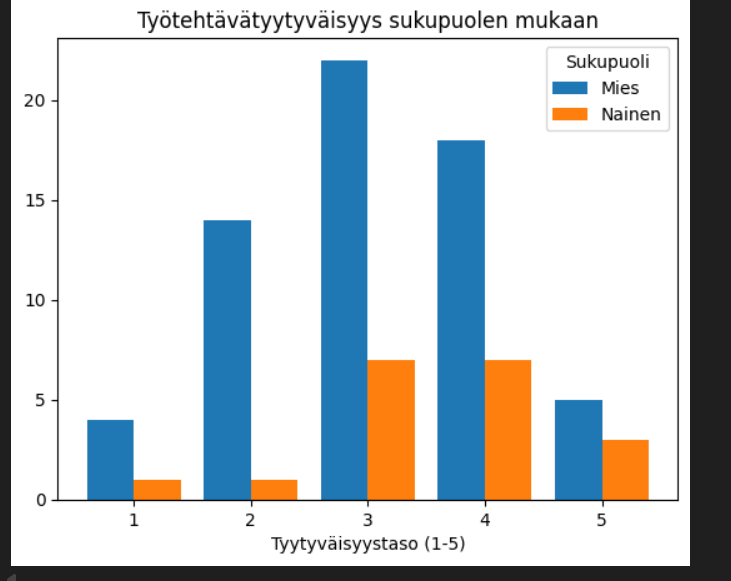 Työtehtävätyytyväisyys sukupuolen mukaan
Sukupuoli
Mies
Nainen
20
15
10
5
0
1 2 3 4 5
Tyytyväisyystaso (1-5)